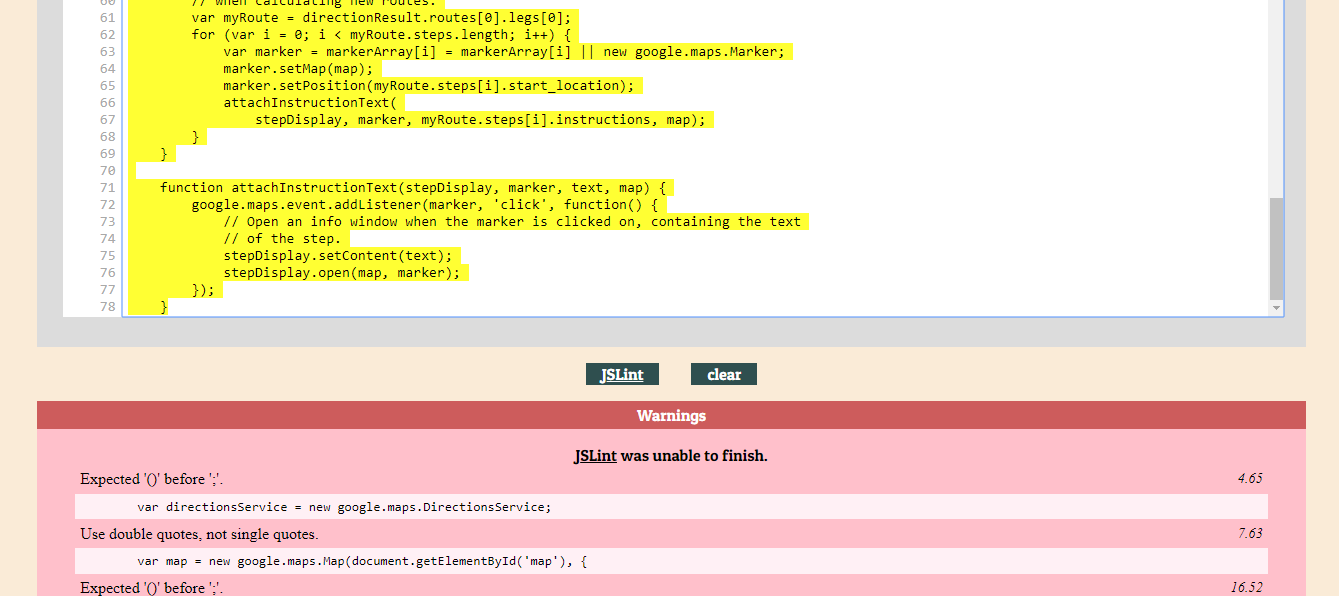 60 // when calculating new routes.
61 var myRoute = directionResult.routes[0].legs[0];
62 for (var i = 0; i < myRoute.steps.length; i++) {
63 var marker = markerArray[i] = markerArray[i] || new google.maps.Marker;
64 marker.setMap(map);
65 marker.setPosition(myRoute.steps[i].start_location);
66 attachInstructionText(
67 stepDisplay, marker, myRoute.steps[i].instructions, map);
68 }
69 }
70
71 function attachInstructionText(stepDisplay, marker, text, map) {
72 google.maps.event.addListener(marker, 'click', function() {
73 // Open an info window when the marker is clicked on, containing the text
74 // of the step.
75 stepDisplay.setContent(text);
76 stepDisplay.open(map, marker);
77 });
78 }
JSLint clear
Warnings
JSLint was unable to finish.
Expected '()' before ';'. 4.65
var directionsService = new google.maps.DirectionsService;
Use double quotes, not single quotes. 7.63
var map = new google.maps.Map(document.getElementById('map'), {
Expected '()' before ';'. 16.52